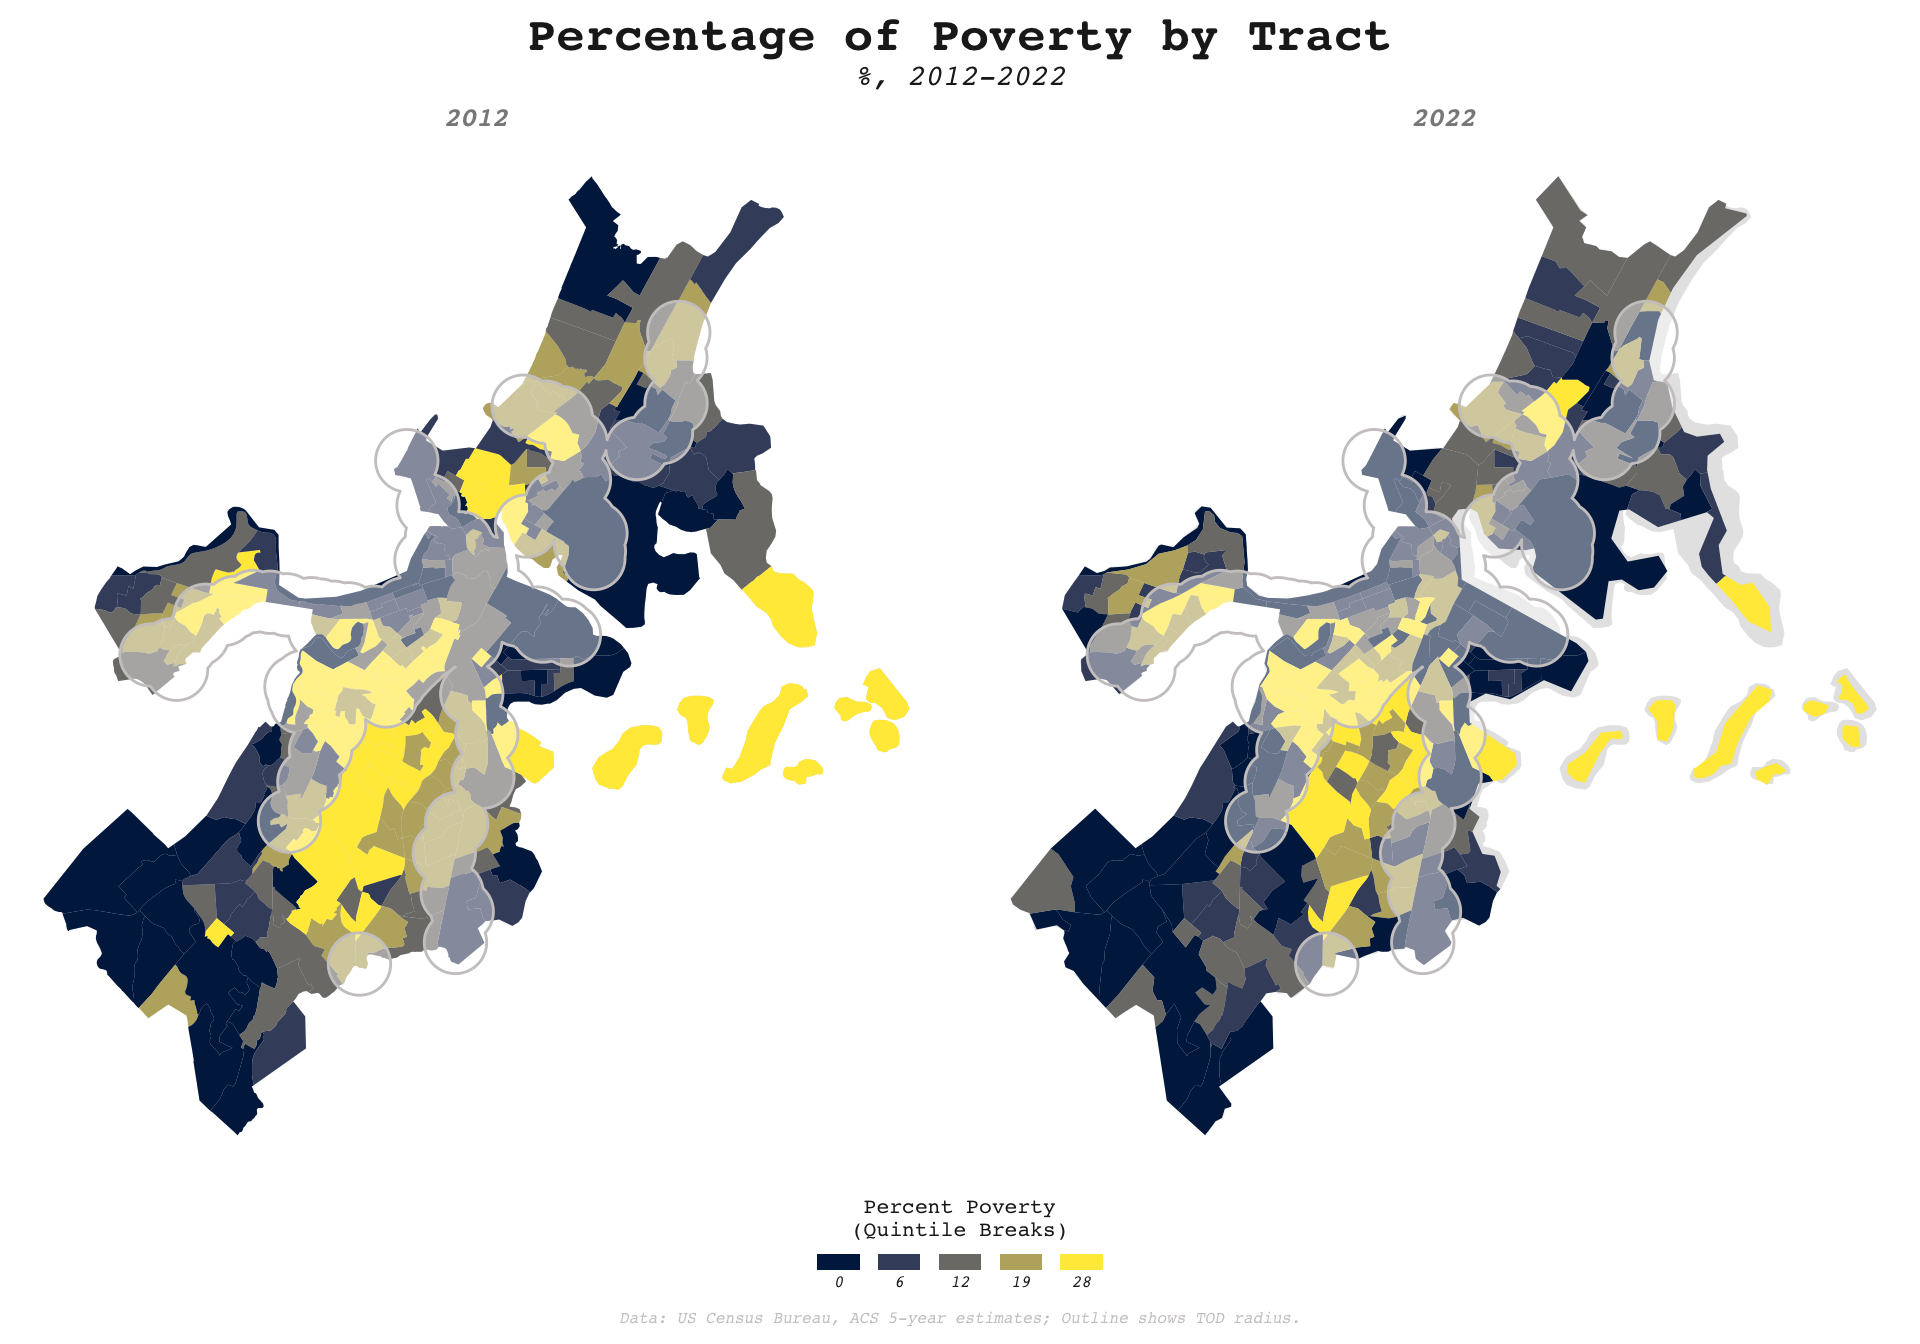 Percentage of Poverty by Tract
%, 2012-2022
2012
2022
Percent Poverty
(Quintile Breaks)
0 6 12 19 28
Data: US Census Bureau, ACS 5-year estimates; Outline shows TOD radius.